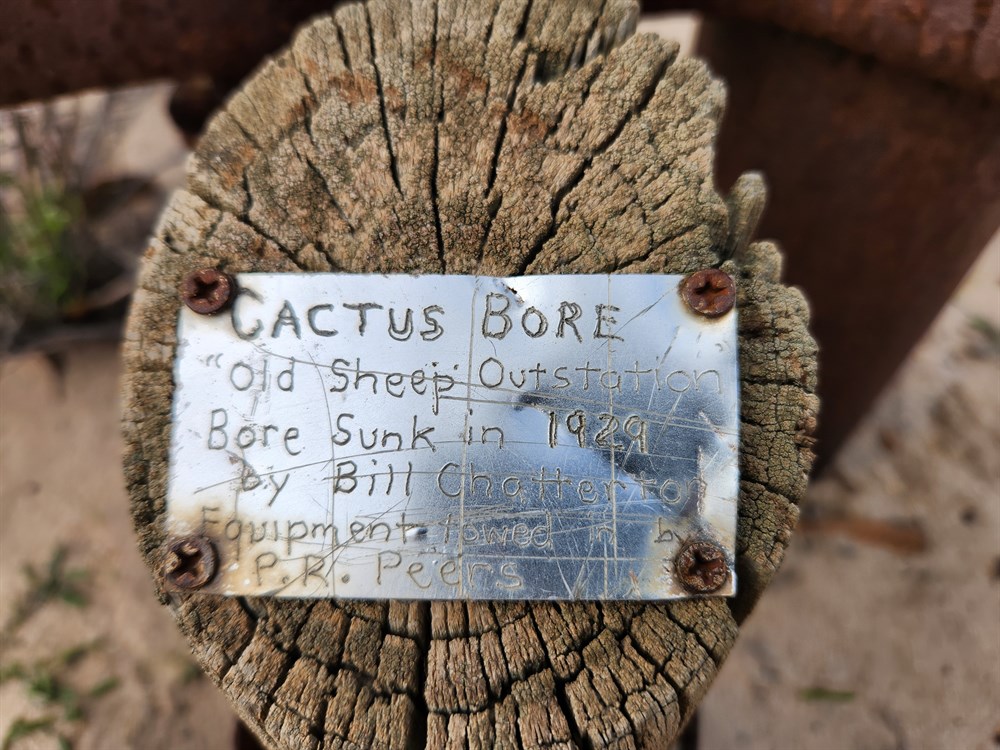 CACTUS BORE
"Old Sheep Outstation
Bore Sunk in 1929
by Bill Chatterton
Equipment towed in by
P.R. Peers